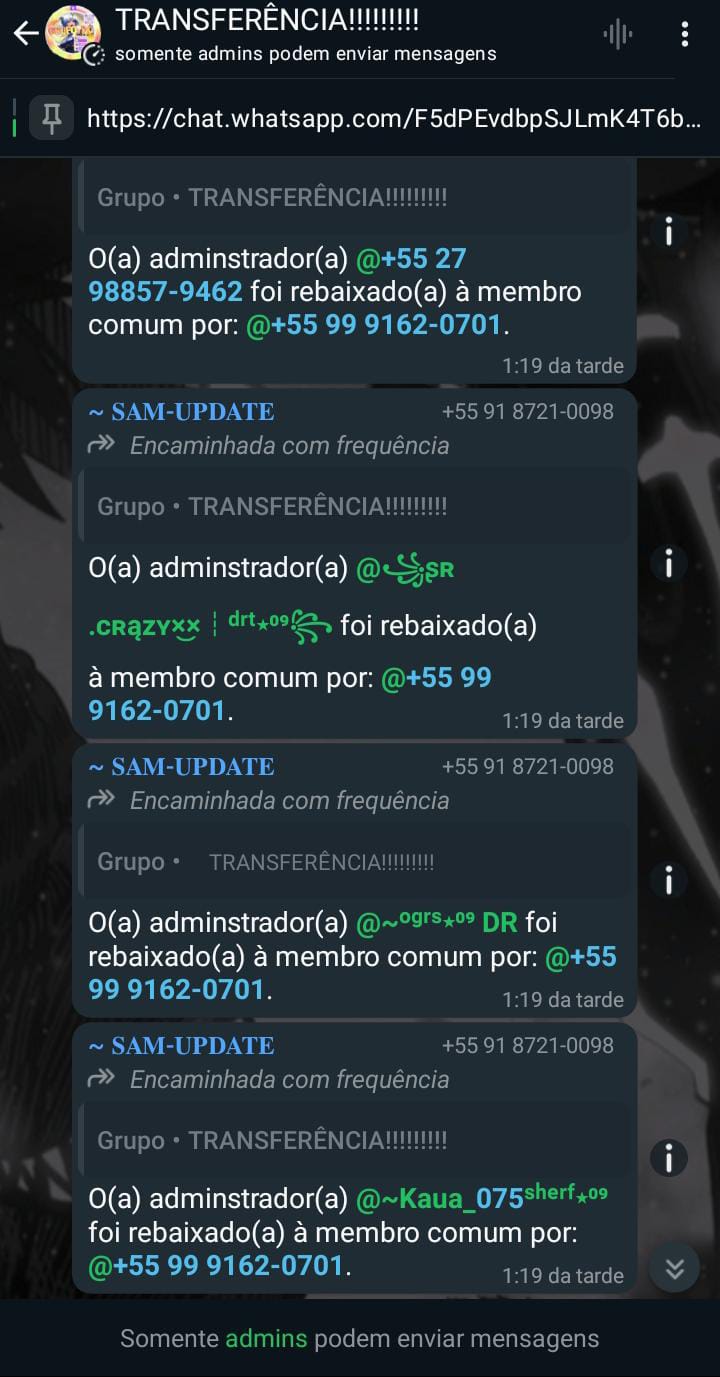 TRANSFERÊNCIA!!!!!!!!!
somente admins podem enviar mensagens
https://chat.whatsapp.com/F5dPEvdbpSJLmK4T6b...
Grupo • TRANSFERÊNCIA!!!!!!!!!
O(a) adminstrador(a) @+55 27
98857-9462 foi rebaixado(a) à membro
comum por: @+55 99 9162-0701.
1:19 da tarde
~ SAM-UPDATE +55 91 8721-0098
Encaminhada com frequência
Grupo • TRANSFERÊNCIA!!!!!!!!!
O(a) adminstrador(a) @꧁ꜱʀ
.ᴄʀąᴢʏ×͜× ┆ ᵈʳᵗ⋆⁰⁹꧂ foi rebaixado(a)
à membro comum por: @+55 99
9162-0701.
1:19 da tarde
~ SAM-UPDATE +55 91 8721-0098
Encaminhada com frequência
Grupo • TRANSFERÊNCIA!!!!!!!!!
O(a) adminstrador(a) @~ᵒᵍʳˢ⋆⁰⁹ DR foi
rebaixado(a) à membro comum por: @+55
99 9162-0701.
1:19 da tarde
~ SAM-UPDATE +55 91 8721-0098
Encaminhada com frequência
Grupo • TRANSFERÊNCIA!!!!!!!!!
O(a) adminstrador(a) @~Kaua_075ˢʰᵉʳᶠ⋆⁰⁹
foi rebaixado(a) à membro comum por:
@+55 99 9162-0701.
1:19 da tarde
Somente admins podem enviar mensagens